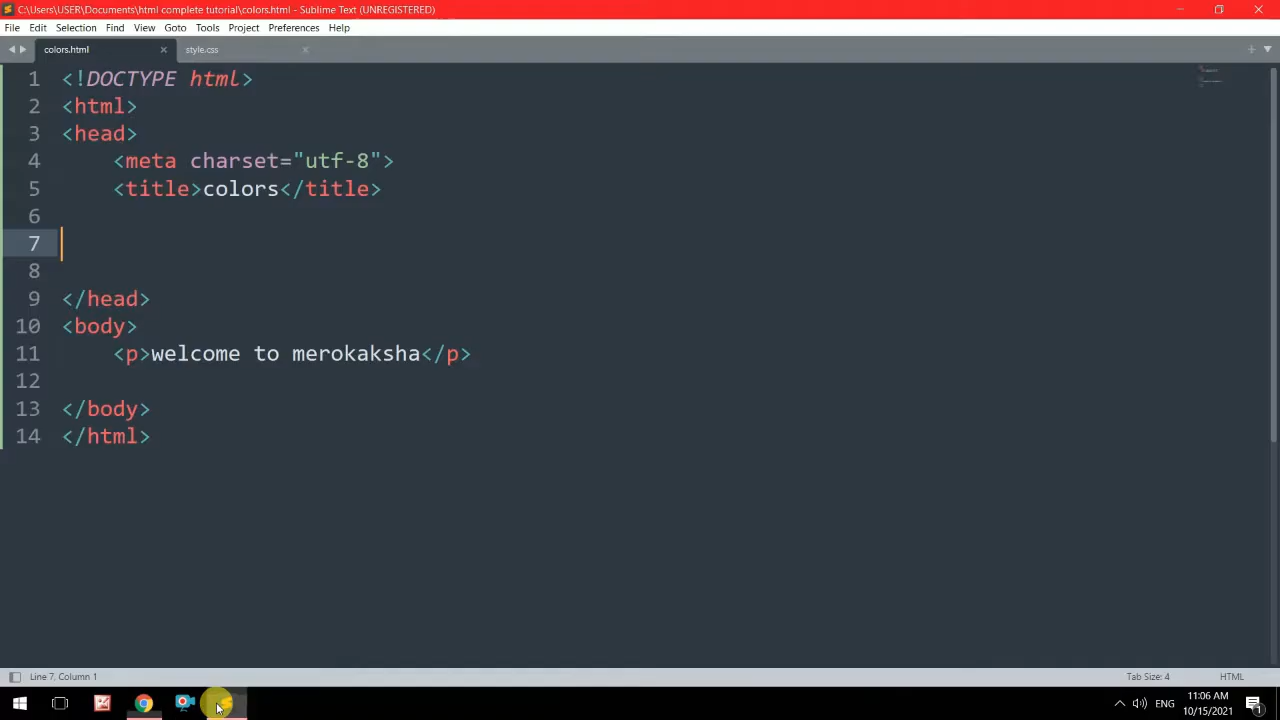 C:\Users\USER\Documents\html complete tutorial\colors.html - Sublime Text (UNREGISTERED)
File Edit Selection Find View Goto Tools Project Preferences Help
colors.html style.css
1 <!DOCTYPE html>
2 <html>
3 <head>
4 <meta charset="utf-8">
5 <title>colors</title>
6
7
8
9 </head>
10 <body>
11 <p>welcome to merokaksha</p>
12
13 </body>
14 </html>
Line 7, Column 1 Tab Size: 4 HTML
ENG 11:06 AM
10/15/2021 1